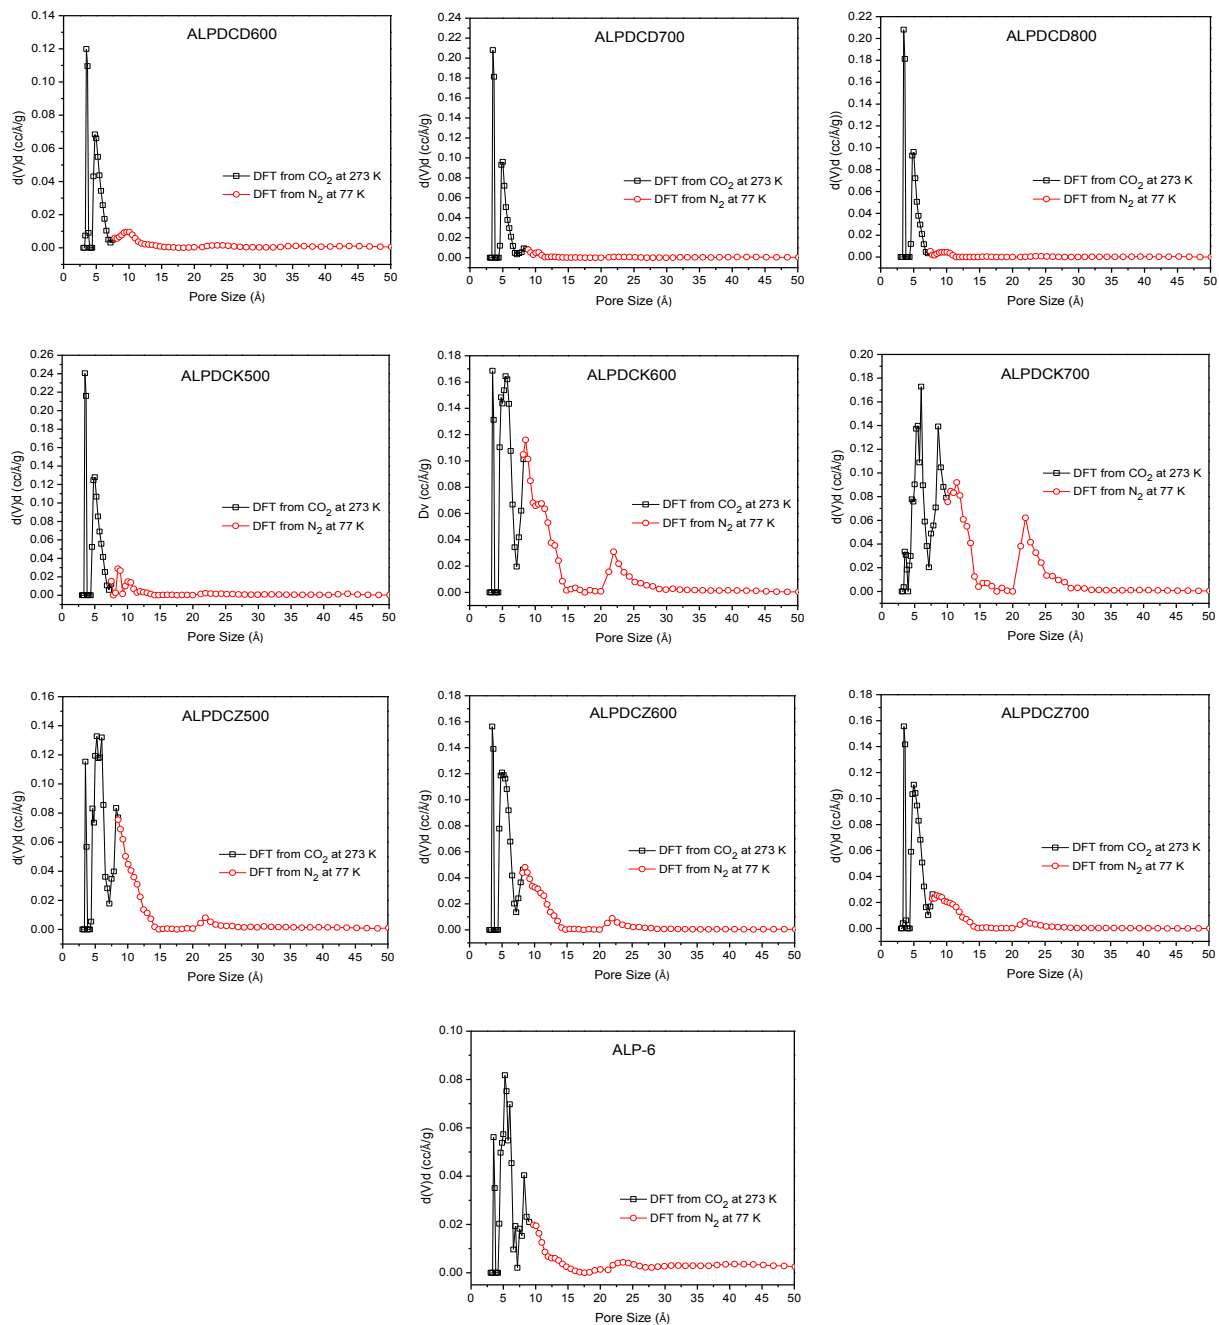 ALPDCD600
d(V)d (cc/Å/g)
0.14
0.12
0.10
0.08
0.06
0.04
0.02
0.00
DFT from CO2 at 273 K
DFT from N2 at 77 K
0 5 10 15 20 25 30 35 40 45 50
Pore Size (Å)
ALPDCD700
d(V)d (cc/Å/g)
0.24
0.22
0.20
0.18
0.16
0.14
0.12
0.10
0.08
0.06
0.04
0.02
0.00
DFT from CO2 at 273 K
DFT from N2 at 77 K
0 5 10 15 20 25 30 35 40 45 50
Pore Size (Å)
ALPDCD800
d(V)d (cc/Å/g))
0.22
0.20
0.18
0.16
0.14
0.12
0.10
0.08
0.06
0.04
0.02
0.00
DFT from CO2 at 273 K
DFT from N2 at 77 K
0 5 10 15 20 25 30 35 40 45 50
Pore Size (Å)
ALPDCK500
d(V)d (cc/Å/g)
0.26
0.24
0.22
0.20
0.18
0.16
0.14
0.12
0.10
0.08
0.06
0.04
0.02
0.00
DFT from CO2 at 273 K
DFT from N2 at 77 K
0 5 10 15 20 25 30 35 40 45 50
Pore Size (Å)
ALPDCK600
Dv (cc/Å/g)
0.18
0.16
0.14
0.12
0.10
0.08
0.06
0.04
0.02
0.00
DFT from CO2 at 273 K
DFT from N2 at 77 K
0 5 10 15 20 25 30 35 40 45 50
Pore Size (Å)
ALPDCK700
d(V)d (cc/Å/g)
0.20
0.18
0.16
0.14
0.12
0.10
0.08
0.06
0.04
0.02
0.00
DFT from CO2 at 273 K
DFT from N2 at 77 K
0 5 10 15 20 25 30 35 40 45 50
Pore Size (Å)
ALPDCZ500
d(V)d (cc/Å/g)
0.16
0.14
0.12
0.10
0.08
0.06
0.04
0.02
0.00
DFT from CO2 at 273 K
DFT from N2 at 77 K
0 5 10 15 20 25 30 35 40 45 50
Pore Size (Å)
ALPDCZ600
d(V)d (cc/Å/g)
0.18
0.16
0.14
0.12
0.10
0.08
0.06
0.04
0.02
0.00
DFT from CO2 at 273 K
DFT from N2 at 77 K
0 5 10 15 20 25 30 35 40 45 50
Pore Size (Å)
ALPDCZ700
d(V)d (cc/Å/g)
0.18
0.16
0.14
0.12
0.10
0.08
0.06
0.04
0.02
0.00
DFT from CO2 at 273 K
DFT from N2 at 77 K
0 5 10 15 20 25 30 35 40 45 50
Pore Size (Å)
ALP-6
d(V)d (cc/Å/g)
0.10
0.08
0.06
0.04
0.02
0.00
DFT from CO2 at 273 K
DFT from N2 at 77 K
0 5 10 15 20 25 30 35 40 45 50
Pore Size (Å)